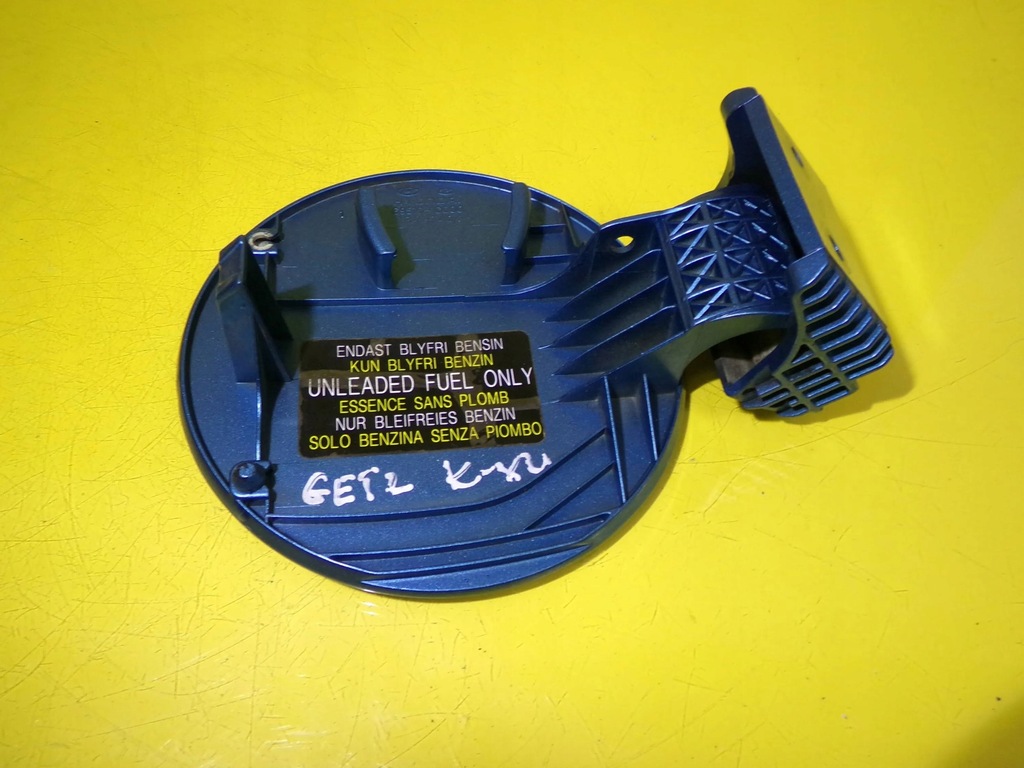 ENDAST BLYFRI BENSIN
KUN BLYFRI BENZIN
UNLEADED FUEL ONLY
ESSENCE SANS PLOMB
NUR BLEIFREIES BENZIN
SOLO BENZINA SENZA PIOMBO
GETZ